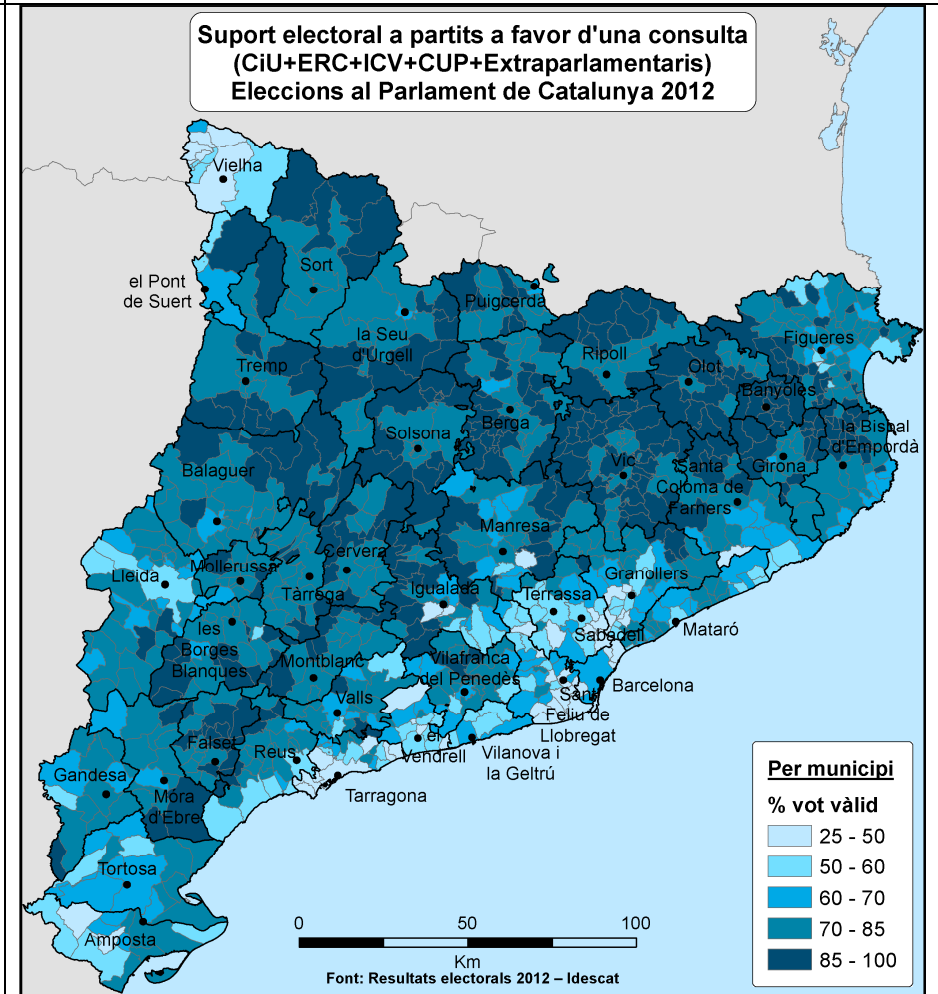 Suport electoral a partits a favor d'una consulta
(CiU+ERC+ICV+CUP+Extraparlamentaris)
Eleccions al Parlament de Catalunya 2012
Vielha
el Pont
de Suert
Sort
Puigcerdà
la Seu
d'Urgell
Tremp
Ripoll
Olot
Figueres
Banyoles
Berga
Solsona
la Bisbal
d'Empordà
Balaguer
Vic
Santa
Coloma de
Farners
Girona
Manresa
Cervera
Mollerussa
Lleida
Tàrrega
Igualada
Terrassa
Granollers
Sabadell
Mataró
les
Borges
Blanques
Montblanc
Vilafranca
del Penedès
Barcelona
Sant
Feliu de
Llobregat
Valls
el
Vendrell
Vilanova i
la Geltrú
Falset
Reus
Tarragona
Gandesa
Móra
d'Ebre
Tortosa
Amposta
Per municipi
% vot vàlid
25 - 50
50 - 60
60 - 70
70 - 85
85 - 100
0 50 100
Km
Font: Resultats electorals 2012 – Idescat